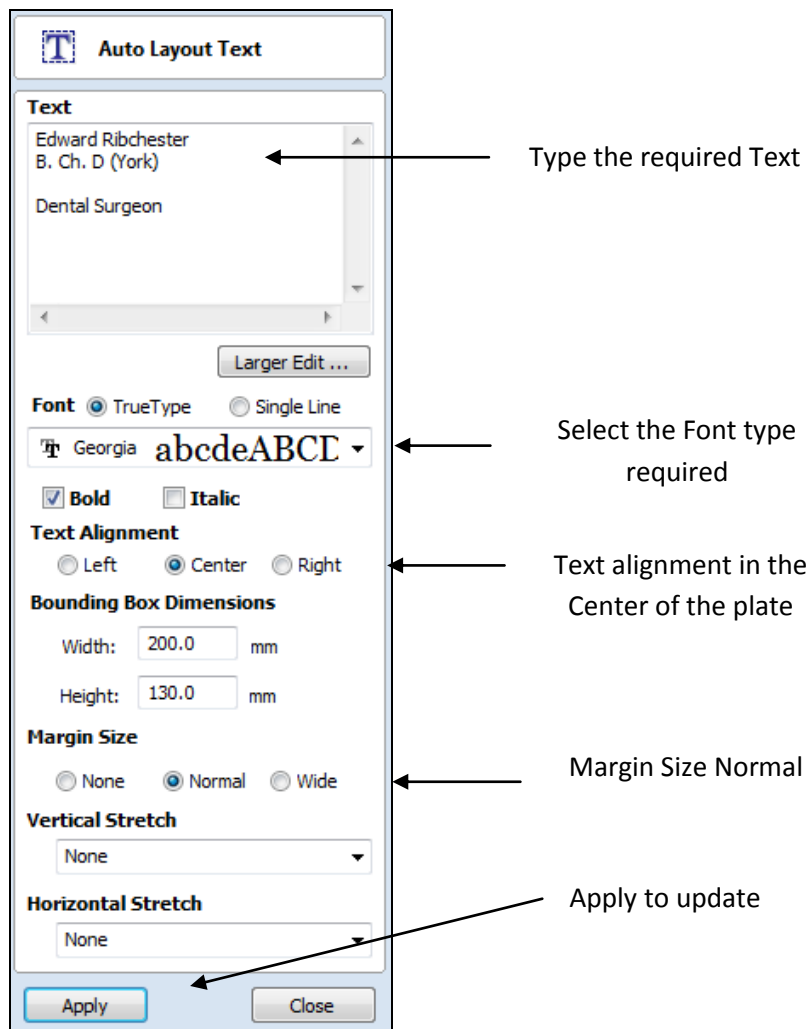 Auto Layout Text
Text
Edward Ribchester
B. Ch. D (York)
Dental Surgeon
Type the required Text
Larger Edit ...
Font TrueType Single Line
Georgia abcdeABCD
Select the Font type
required
Bold Italic
Text Alignment
Left Center Right
Text alignment in the
Center of the plate
Bounding Box Dimensions
Width: 200.0 mm
Height: 130.0 mm
Margin Size
None Normal Wide
Margin Size Normal
Vertical Stretch
None
Apply to update
Horizontal Stretch
None
Apply Close